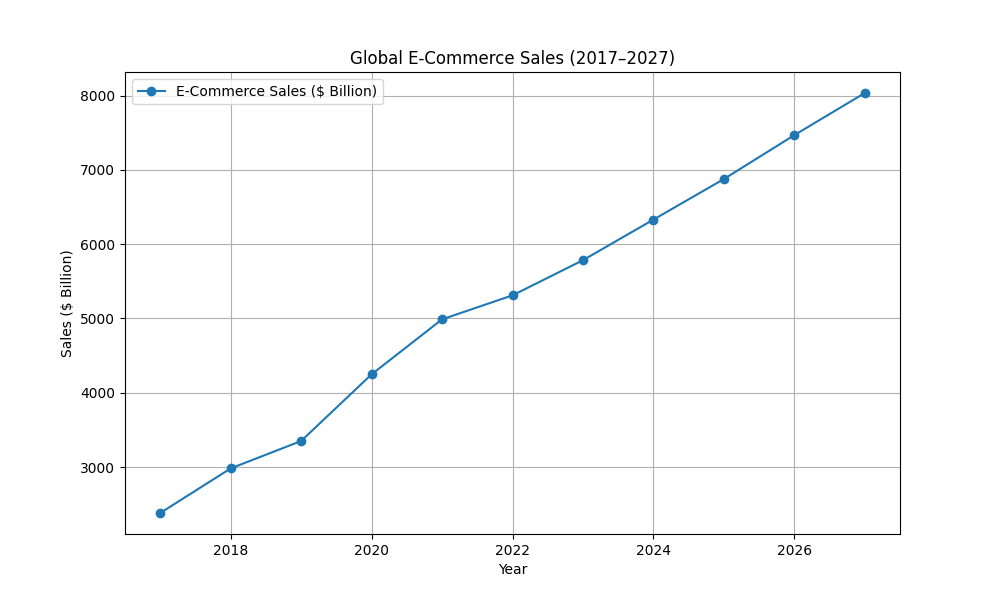 Global E-Commerce Sales (2017–2027)
E-Commerce Sales ($ Billion)
Sales ($ Billion)
8000
7000
6000
5000
4000
3000
2018
2020
2022
2024
2026
Year